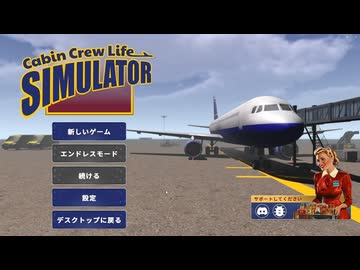 Cabin Crew Life
SIMULATOR
新しいゲーム
エンドレスモード
続ける
設定
デスクトップに戻る
サポートしてください